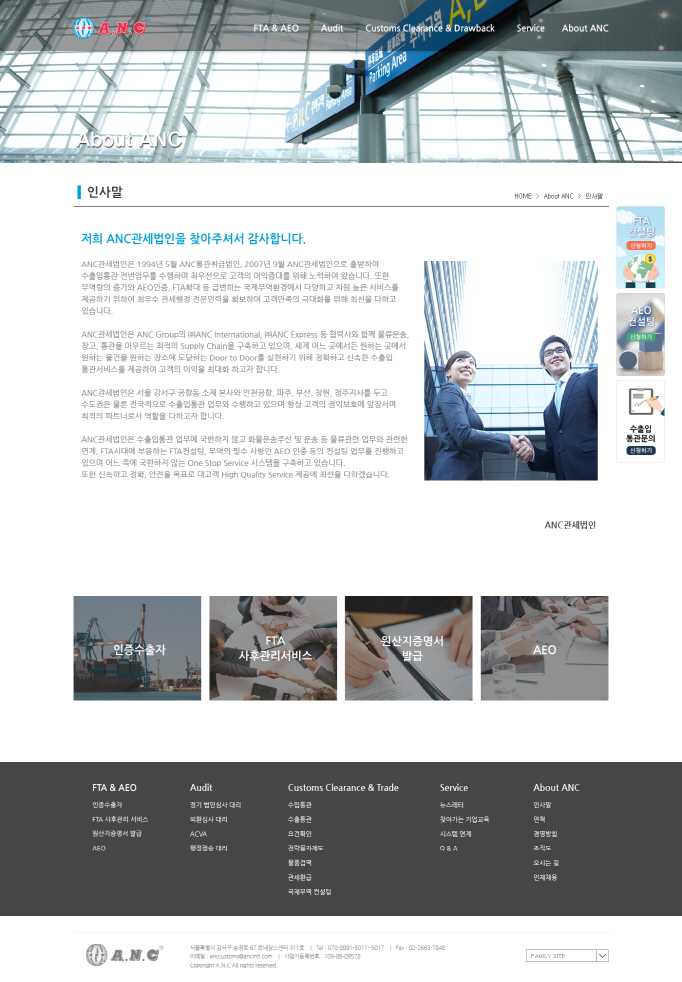 A.N.C
FTA & AEO
Audit
Customs Clearance & Drawback
Service
About ANC
Parking Area
About ANC
인사말
HOME > About ANC > 인사말
저희 ANC관세법인을 찾아주셔서 감사합니다.
ANC관세법인은 1994년 5월 ANC통관취급법인, 2007년 9월 ANC관세법인으로 출발하여
수출입통관 전반업무를 수행하며 최우선으로 고객의 이익증대를 위해 노력하여 왔습니다. 또한
무역량의 증가와 AEO인증, FTA확대 등 급변하는 국제무역환경에서 다양하고 차원 높은 서비스를
제공하기 위하여 최우수 관세행정 전문인력을 확보하여 고객만족의 극대화를 위해 최선을 다하고
있습니다.
ANC관세법인은 ANC Group의 ㈜ANC International, ㈜ANC Express 등 협력사와 함께 물류운송,
창고, 통관을 아우르는 최적의 Supply Chain을 구축하고 있으며, 세계 어느 곳에서든 원하는 곳에서
원하는 물건을 원하는 장소에 도달하는 Door to Door를 실현하기 위해 정확하고 신속한 수출입
통관서비스를 제공하여 고객의 이익을 최대화 하고자 합니다.
ANC관세법인은 서울 강서구 공항동 소재 본사와 인천공항, 파주, 부산, 창원, 청주지사를 두고
수도권은 물론 전국적으로 수출입통관 업무와 수행하고 있으며 항상 고객의 권익보호에 앞장서며
최적의 파트너로서 역할을 다하고자 합니다.
ANC관세법인은 수출입통관 업무에 국한하지 않고 화물운송주선 및 운송 등 물류관련 업무와 관련한
연계, FTA시대에 부응하는 FTA컨설팅, 무역의 필수 사항인 AEO 인증 등의 컨설팅 업무를 진행하고
있으며 어느 쪽에 국한하지 않는 One Stop Service 시스템을 구축하고 있습니다.
또한 신속하고 정확, 안전을 목표로 대고객 High Quality Service 제공에 최선을 다하겠습니다.
ANC관세법인
FTA
컨설팅
신청하기
AEO
컨설팅
신청하기
수출입
통관문의
신청하기
인증수출자
FTA
사후관리서비스
원산지증명서
발급
AEO
FTA & AEO
인증수출자
FTA 사후관리 서비스
원산지증명서 발급
AEO
Audit
정기 법인심사 대리
외환심사 대리
ACVA
행정쟁송 대리
Customs Clearance & Trade
수입통관
수출통관
요건확인
전략물자제도
물품검역
관세환급
국제무역 컨설팅
Service
뉴스레터
찾아가는 기업교육
시스템 연계
Q & A
About ANC
인사말
연혁
경영방침
조직도
오시는 길
인재채용
A.N.C
서울특별시 강서구 송정로 67 르네상스센터 311호 | Tel : 070-8891-5011~5017 | Fax : 02-2663-7848
이메일 : anccustoms@ancintl.com | 사업자등록번호 : 109-86-09578
Copyright A.N.C All rights reserved.
FAMILY SITE